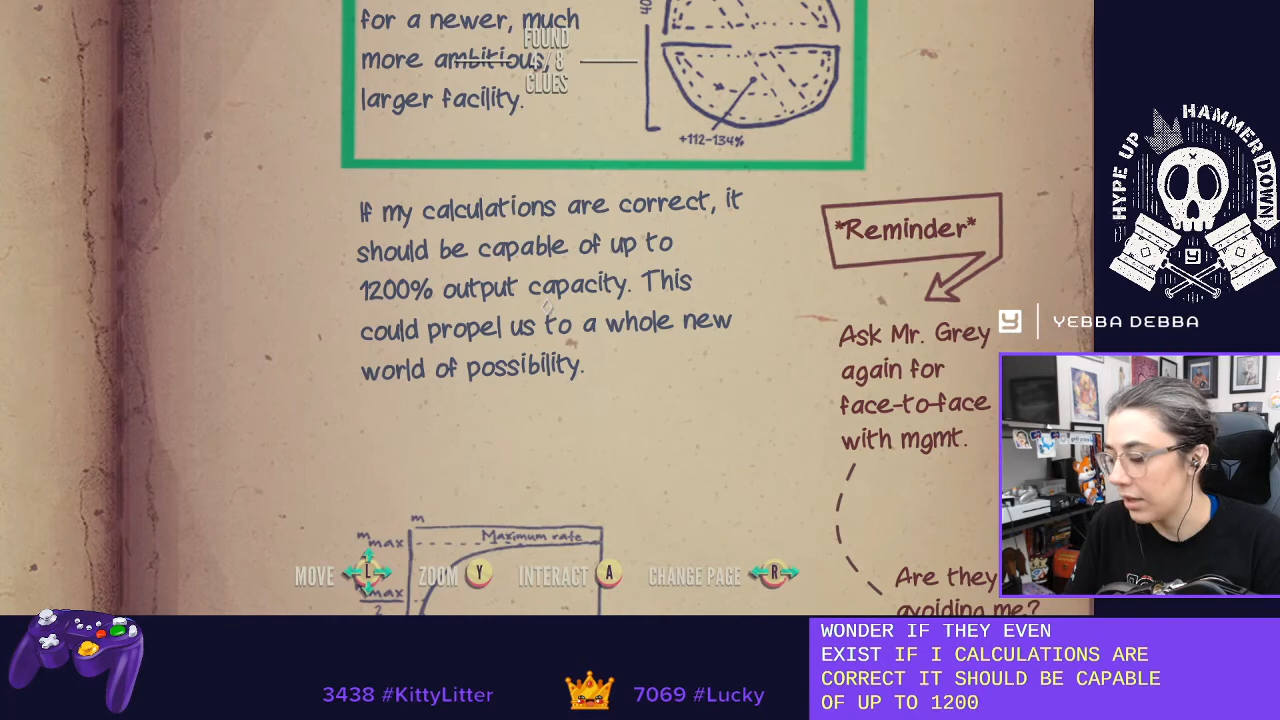 for a newer, much
more ambitious,
larger facility.
FOUND
/ 8
CLUES
40
+112-134%
If my calculations are correct, it
should be capable of up to
1200% output capacity. This
could propel us to a whole new
world of possibility.
*Reminder*
Ask Mr. Grey
again for
face-to-face
with mgmt.
Are they
avoiding me?
m
mmax
Maximum rate
mmax
2
MOVE L ZOOM Y INTERACT A CHANGE PAGE R
HYPE UP
HAMMER DOWN
YEBBA DEBBA
3438 #KittyLitter
7069 #Lucky
WONDER IF THEY EVEN
EXIST IF I CALCULATIONS ARE
CORRECT IT SHOULD BE CAPABLE
OF UP TO 1200